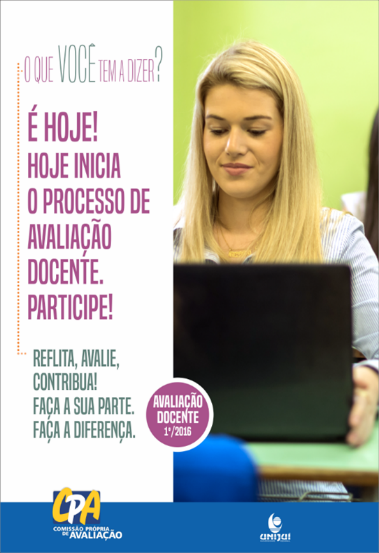 O QUE VOCÊ TEM A DIZER?
É HOJE!
HOJE INICIA
O PROCESSO DE
AVALIAÇÃO
DOCENTE.
PARTICIPE!
REFLITA, AVALIE,
CONTRIBUA!
FAÇA A SUA PARTE.
FAÇA A DIFERENÇA.
AVALIAÇÃO
DOCENTE
1º/2016
CPA
COMISSÃO PRÓPRIA
DE AVALIAÇÃO
UNIJUÍ